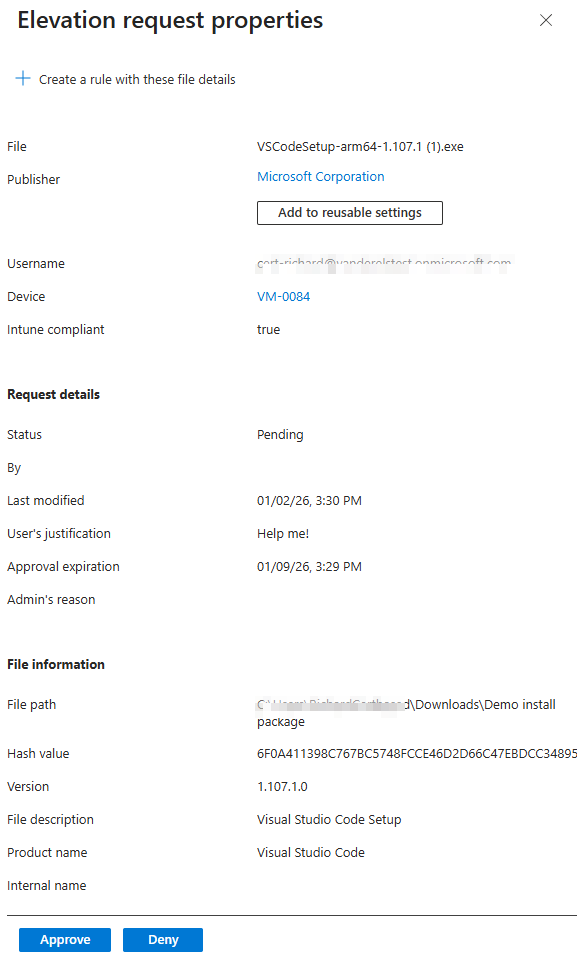 Elevation request properties
Create a rule with these file details
File VSCodeSetup-arm64-1.107.1 (1).exe
Publisher Microsoft Corporation
Add to reusable settings
Username
Device VM-0084
Intune compliant true
Request details
Status Pending
By
Last modified 01/02/26, 3:30 PM
User's justification Help me!
Approval expiration 01/09/26, 3:29 PM
Admin's reason
File information
File path \Downloads\Demo install
package
Hash value 6F0A411398C767BC5748FCCE46D2D66C47EBDCC34895
Version 1.107.1.0
File description Visual Studio Code Setup
Product name Visual Studio Code
Internal name
Approve Deny